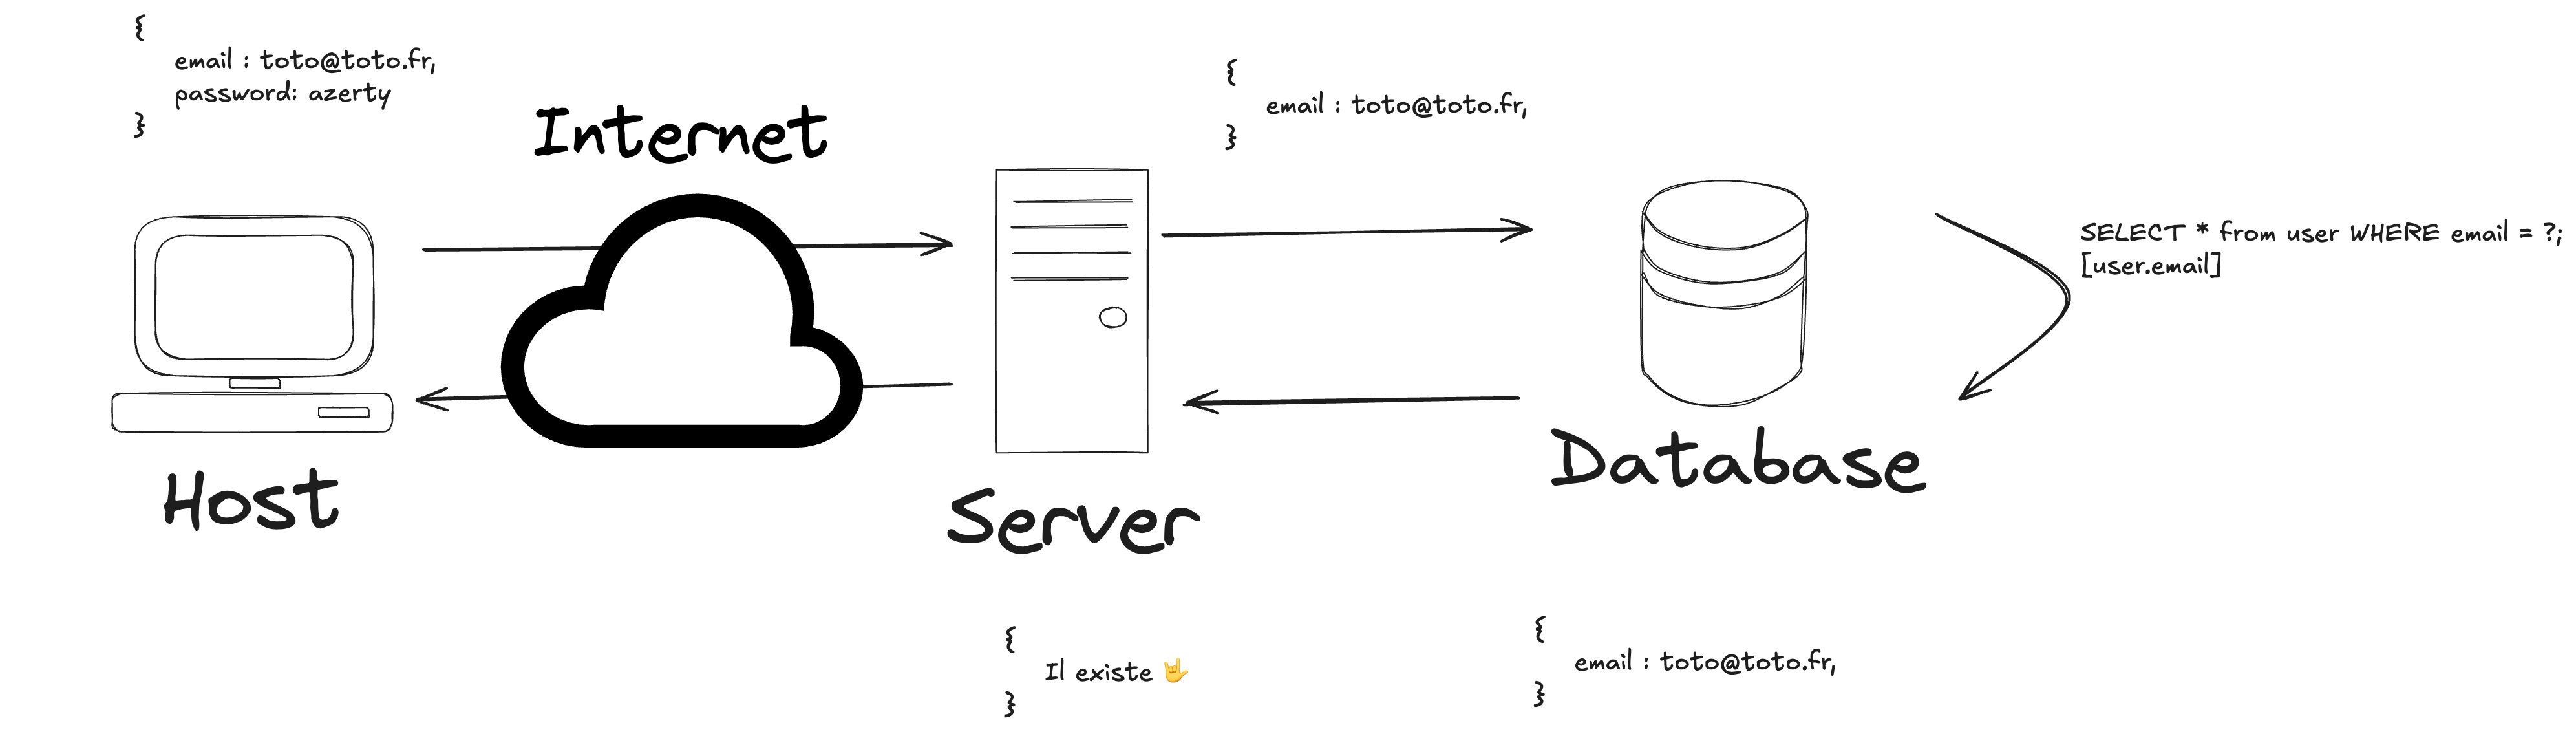 {
email : toto@toto.fr,
password: azerty
}
Internet
{
email : toto@toto.fr,
}
SELECT * from user WHERE email = ?;
[user.email]
Host
Server
Database
{
Il existe 🤟
}
{
email : toto@toto.fr,
}